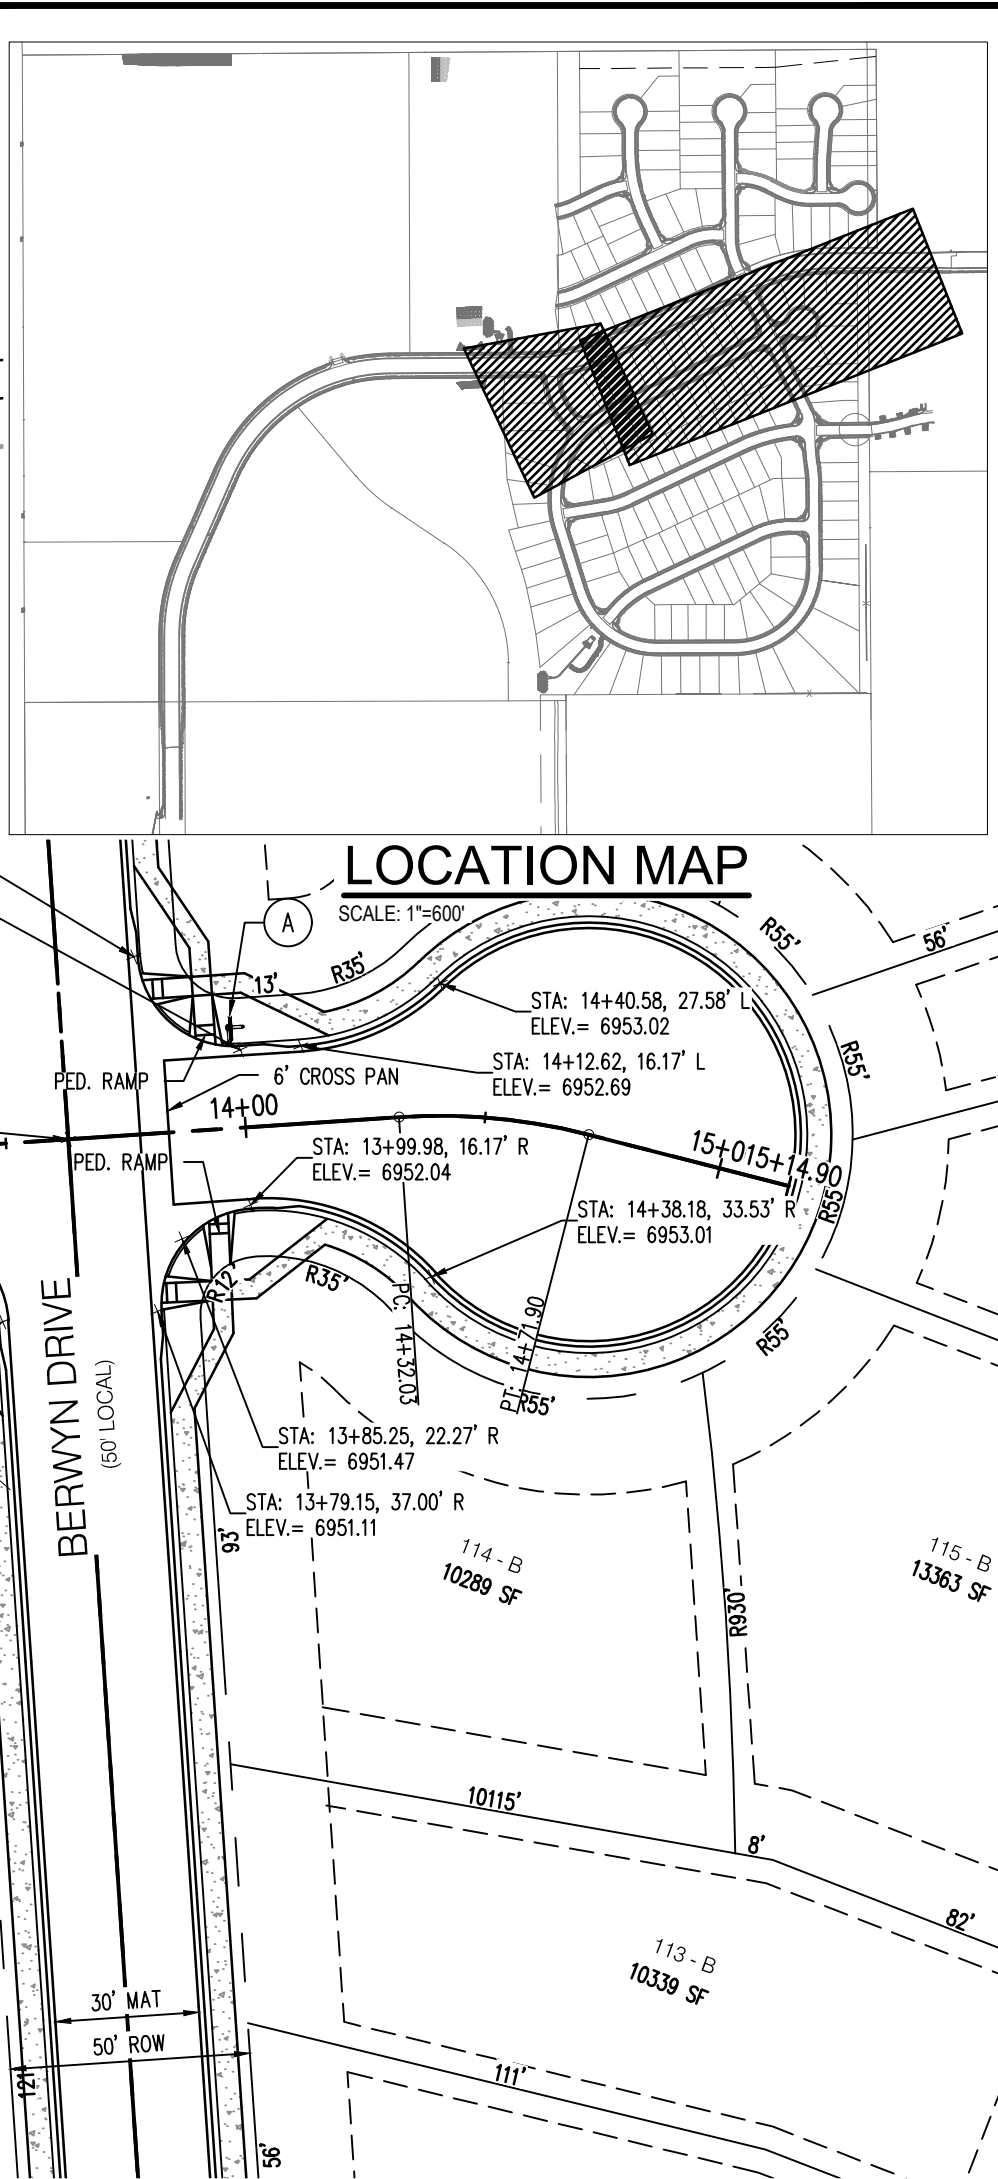 LOCATION MAP
SCALE: 1"=600'
A
R35'
13'
R55'
56'
STA: 14+40.58, 27.58' L
ELEV.= 6953.02
R55'
STA: 14+12.62, 16.17' L
ELEV.= 6952.69
PED. RAMP
6' CROSS PAN
14+00
PED. RAMP
STA: 13+99.98, 16.17' R
ELEV.= 6952.04
15+015+14.90
R55'
STA: 14+38.18, 33.53' R
ELEV.= 6953.01
R12'
R35'
PC: 14+32.03
PT: 14+71.90
R55'
R55'
BERWYN DRIVE
(50' LOCAL)
STA: 13+85.25, 22.27' R
ELEV.= 6951.47
STA: 13+79.15, 37.00' R
ELEV.= 6951.11
93'
114 - B
10289 SF
115 - B
13363 SF
R930'
10115'
8'
82'
113 - B
10339 SF
30' MAT
50' ROW
121'
111'
56'